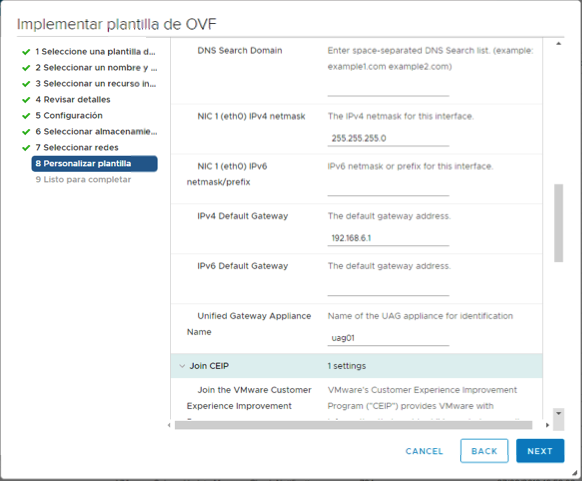 Implementar plantilla de OVF
1 Seleccione una plantilla d...
2 Seleccionar un nombre y ...
3 Seleccionar un recurso in...
4 Revisar detalles
5 Configuración
6 Seleccionar almacenamie...
7 Seleccionar redes
8 Personalizar plantilla
9 Listo para completar
DNS Search Domain
Enter space-separated DNS Search list. (example:
example1.com example2.com)
NIC 1 (eth0) IPv4 netmask
The IPv4 netmask for this interface.
255.255.255.0
NIC 1 (eth0) IPv6
netmask/prefix
IPv6 netmask or prefix for this interface.
IPv4 Default Gateway
The default gateway address.
192.168.6.1
IPv6 Default Gateway
The default gateway address.
Unified Gateway Appliance
Name
Name of the UAG appliance for identification
uag01
Join CEIP
1 settings
Join the VMware Customer
Experience Improvement
VMware's Customer Experience Improvement
Program ("CEIP") provides VMware with
CANCEL
BACK
NEXT